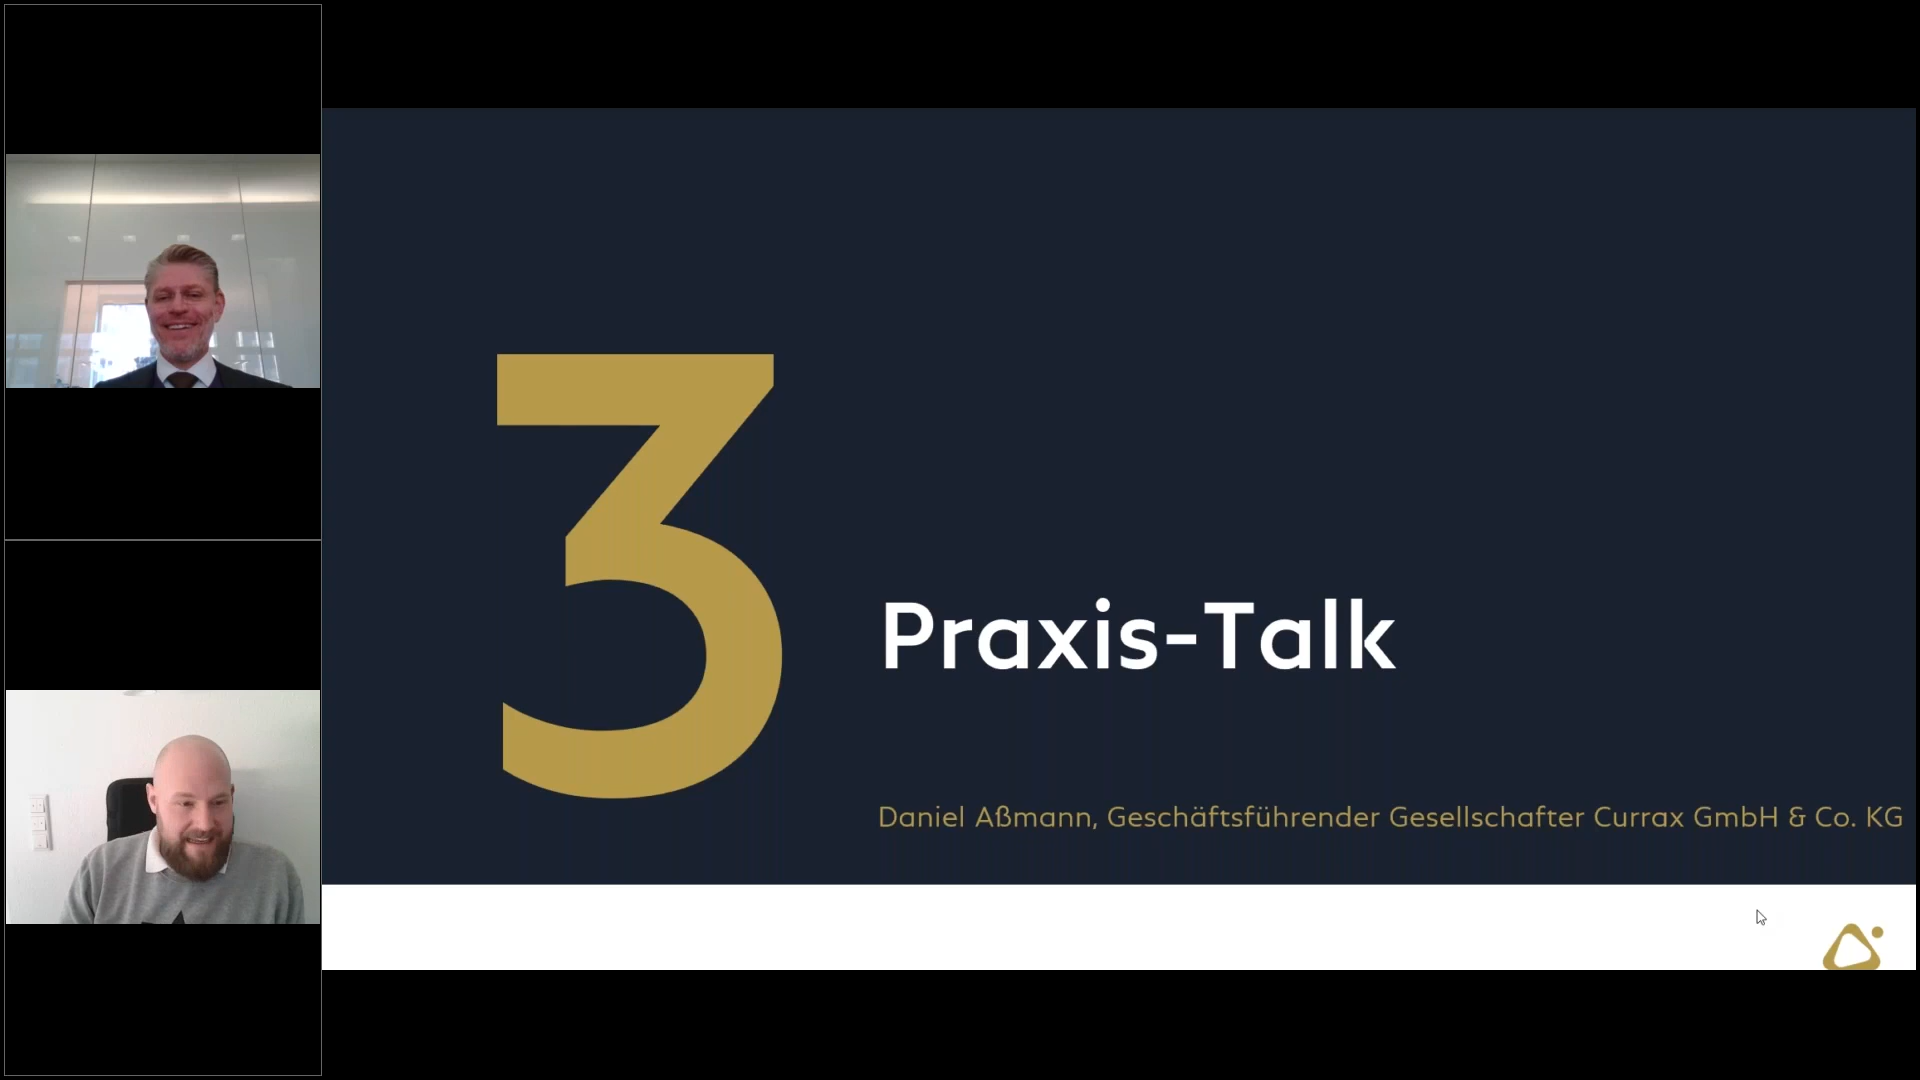 3
Praxis-Talk
Daniel Aßmann, Geschäftsführender Gesellschafter Currax GmbH & Co. KG